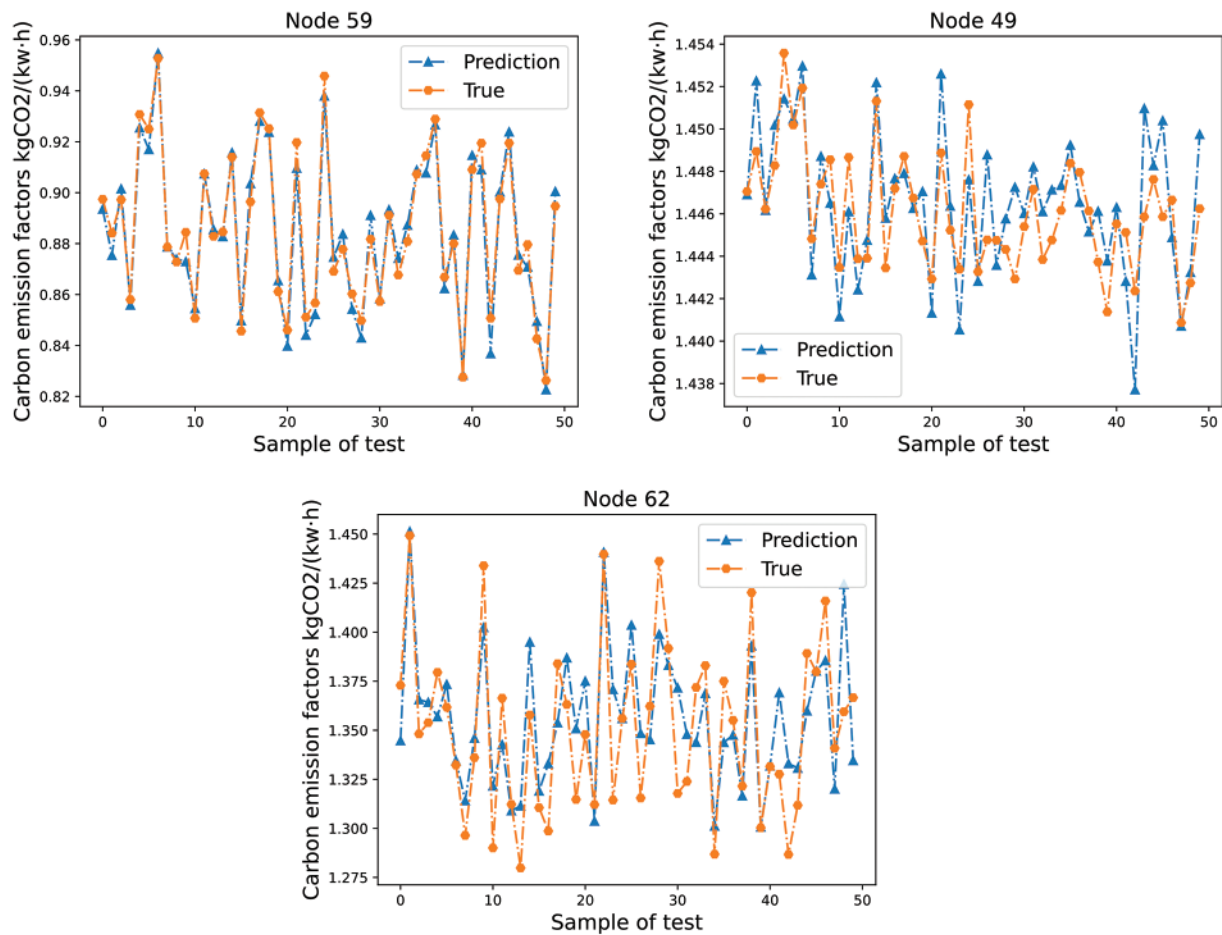 Node 59
Carbon emission factors kgCO2/(kw·h)
0.96
0.94
0.92
0.90
0.88
0.86
0.84
0.82
Prediction
True
0 10 20 30 40 50
Sample of test
Node 49
Carbon emission factors kgCO2/(kw·h)
1.454
1.452
1.450
1.448
1.446
1.444
1.442
1.440
1.438
Prediction
True
0 10 20 30 40 50
Sample of test
Node 62
Carbon emission factors kgCO2/(kw·h)
1.450
1.425
1.400
1.375
1.350
1.325
1.300
1.275
Prediction
True
0 10 20 30 40 50
Sample of test